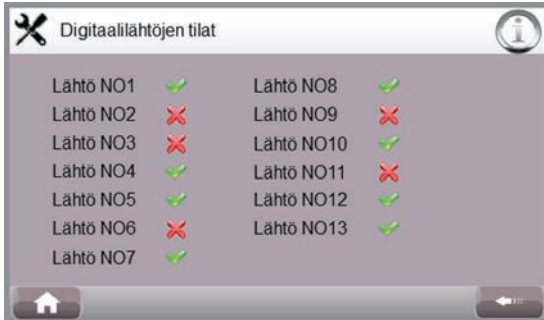 Digitaalilähtöjen tilat
Lähtö NO1
Lähtö NO2
Lähtö NO3
Lähtö NO4
Lähtö NO5
Lähtö NO6
Lähtö NO7
Lähtö NO8
Lähtö NO9
Lähtö NO10
Lähtö NO11
Lähtö NO12
Lähtö NO13